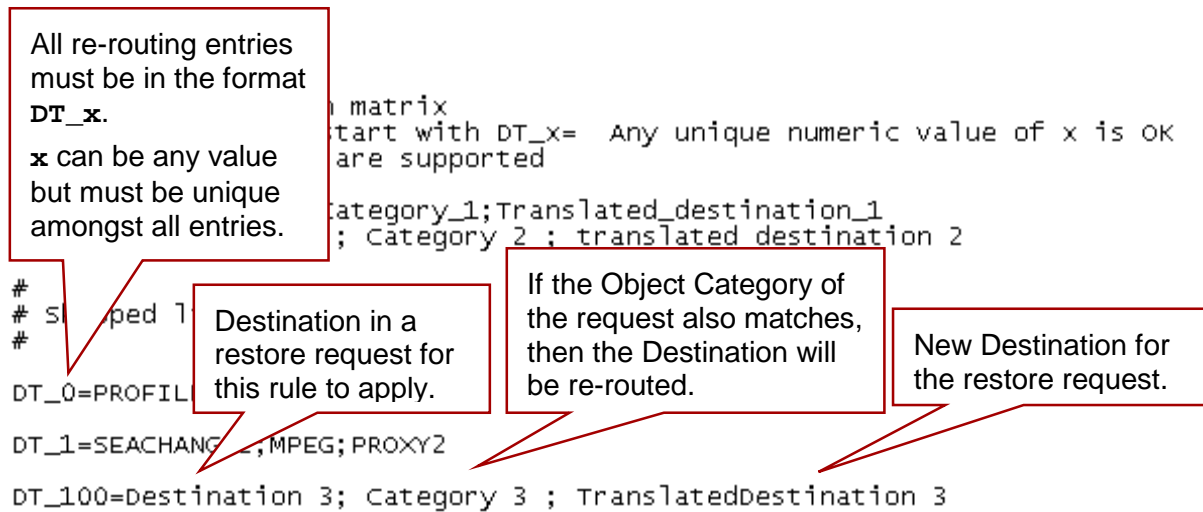 All re-routing entries
must be in the format
DT_x.
x can be any value
but must be unique
amongst all entries.
matrix
start with DT_x=  Any unique numeric value of x is OK
are supported
Category_1;Translated_destination_1
; Category 2 ; translated destination 2
#
#
#
Destination in a
restore request for
this rule to apply.
If the Object Category of
the request also matches,
then the Destination will
be re-routed.
New Destination for
the restore request.
DT_0=PROFIL
DT_1=SEACHANG ;MPEG;PROXY2
DT_100=Destination 3; Category 3 ; TranslatedDestination 3